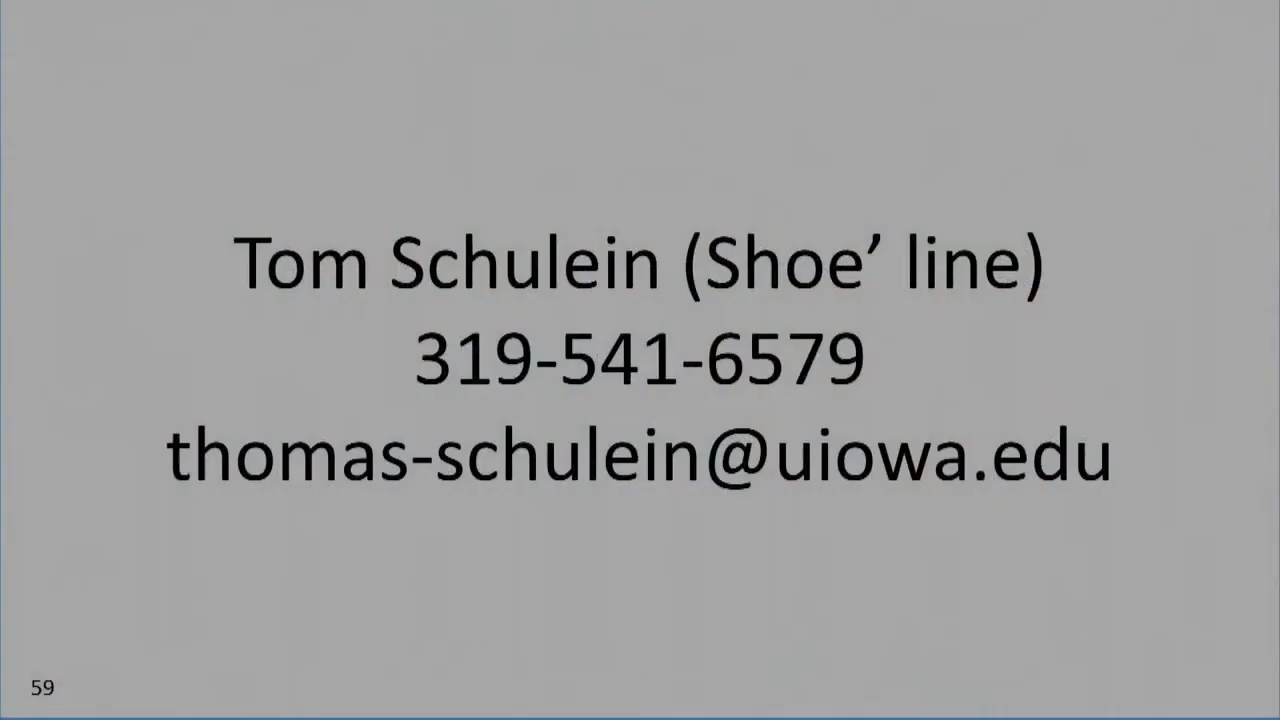 Tom Schulein (Shoe’ line)
319-541-6579
thomas-schulein@uiowa.edu
59